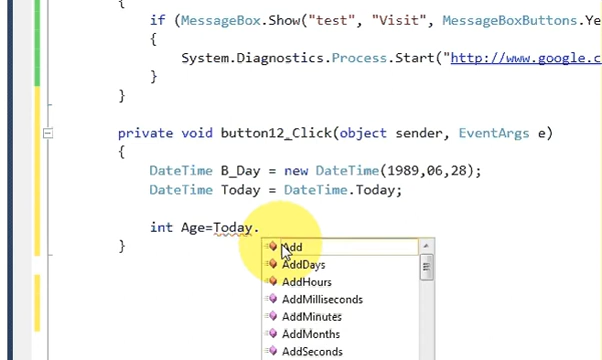 {
if (MessageBox.Show("test", "Visit", MessageBoxButtons.Ye
{
System.Diagnostics.Process.Start("http://www.google.c
}
}
private void button12_Click(object sender, EventArgs e)
{
DateTime B_Day = new DateTime(1989,06,28);
DateTime Today = DateTime.Today;
int Age=Today.
}
Add
AddDays
AddHours
AddMilliseconds
AddMinutes
AddMonths
AddSeconds